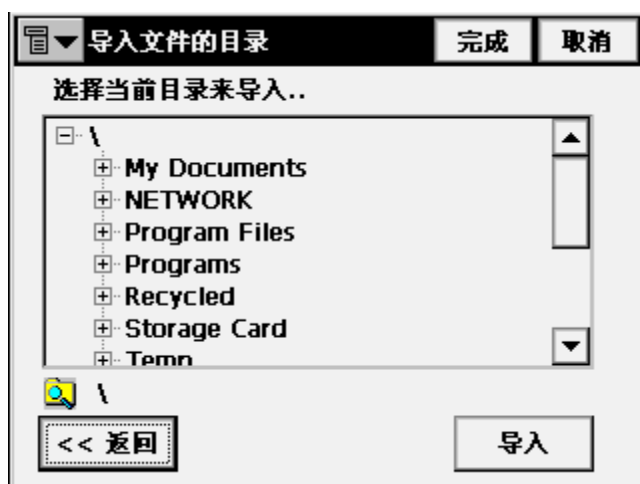 导入文件的目录 完成 取消
选择当前目录来导入..
\
My Documents
NETWORK
Program Files
Programs
Recycled
Storage Card
Temp
\
<< 返回 导入